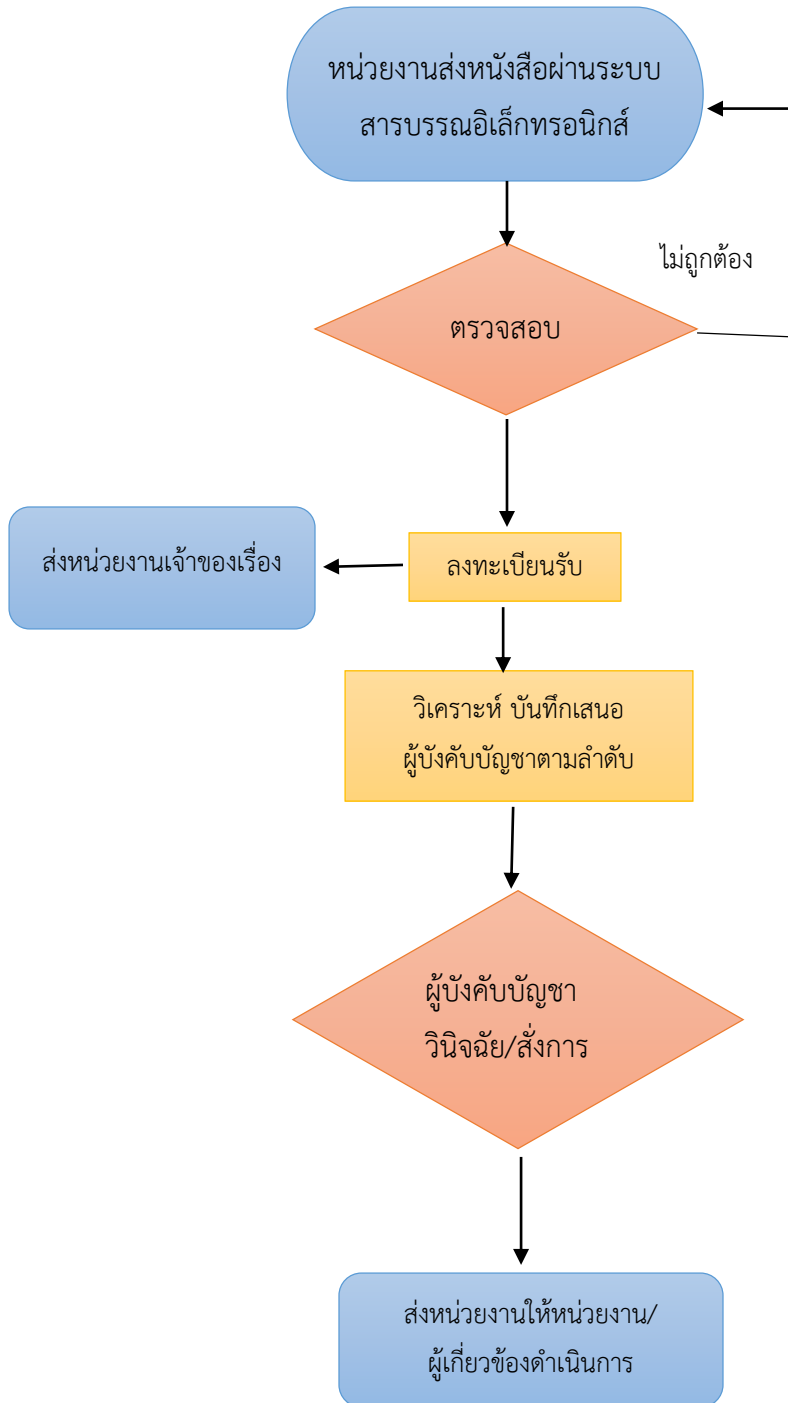 หน่วยงานส่งหนังสือผ่านระบบ
สารบรรณอิเล็กทรอนิกส์
ไม่ถูกต้อง
ตรวจสอบ
ส่งหน่วยงานเจ้าของเรื่อง
ลงทะเบียนรับ
วิเคราะห์ บันทึกเสนอ
ผู้บังคับบัญชาตามลำดับ
ผู้บังคับบัญชา
วินิจฉัย/สั่งการ
ส่งหน่วยงานให้หน่วยงาน/
ผู้เกี่ยวข้องดำเนินการ